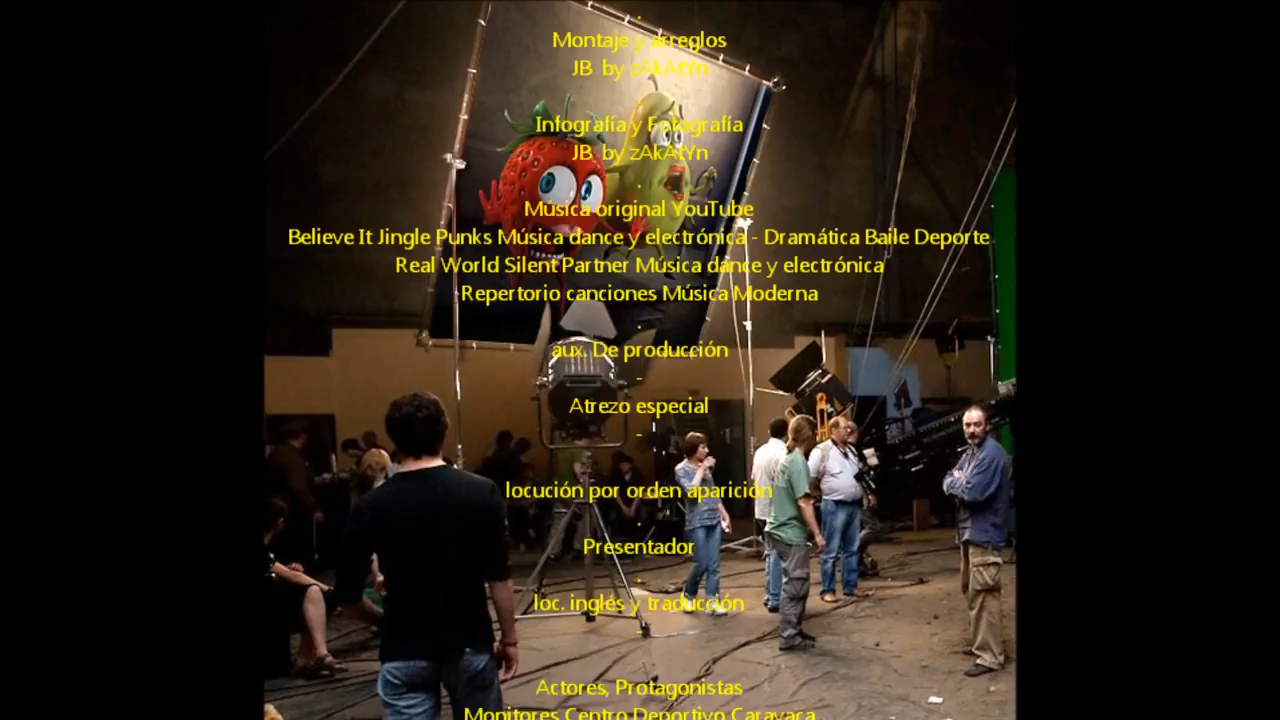 .
Montaje y arreglos
JB by zAkAtYn
Infografía y Fotografía
JB by zAkAtYn
.
Música original YouTube
Believe It Jingle Punks Música dance y electrónica - Dramática Baile Deporte
Real World Silent Partner Música dance y electrónica
Repertorio canciones Música Moderna
.
aux. De producción
-
Atrezo especial
-
locución por orden aparición
.
Presentador
.
loc. inglés y traducción
.
Actores, Protagonistas
Monitores Centro Deportivo Caravaca